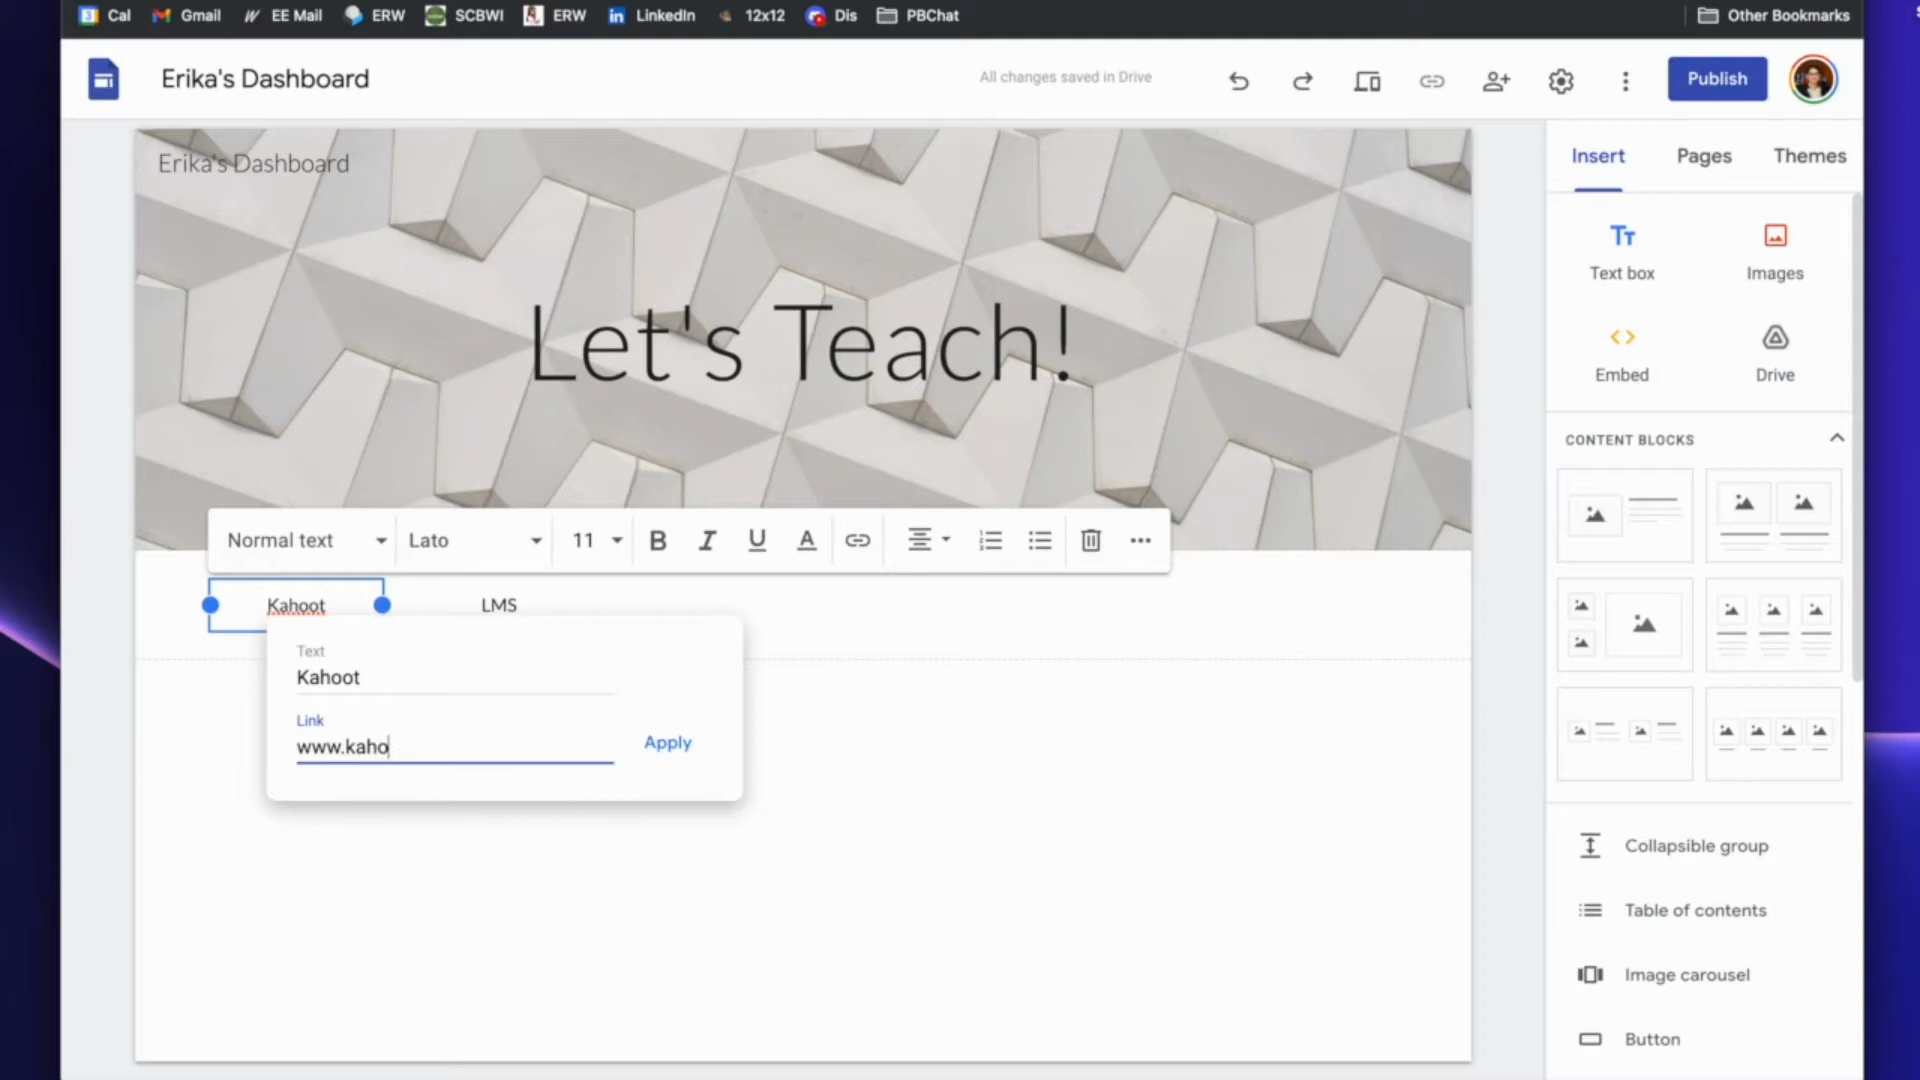 Cal Gmail EE Mail ERW SCBWI ERW LinkedIn 12x12 Dis PBChat Other Bookmarks
Erika's Dashboard All changes saved in Drive Publish
Erika's Dashboard
Insert Pages Themes
Let's Teach!
Text box Images
Embed Drive
CONTENT BLOCKS
Normal text Lato 11 B I U A
Kahoot LMS
Text
Kahoot
Link
www.kaho
Apply
Collapsible group
Table of contents
Image carousel
Button